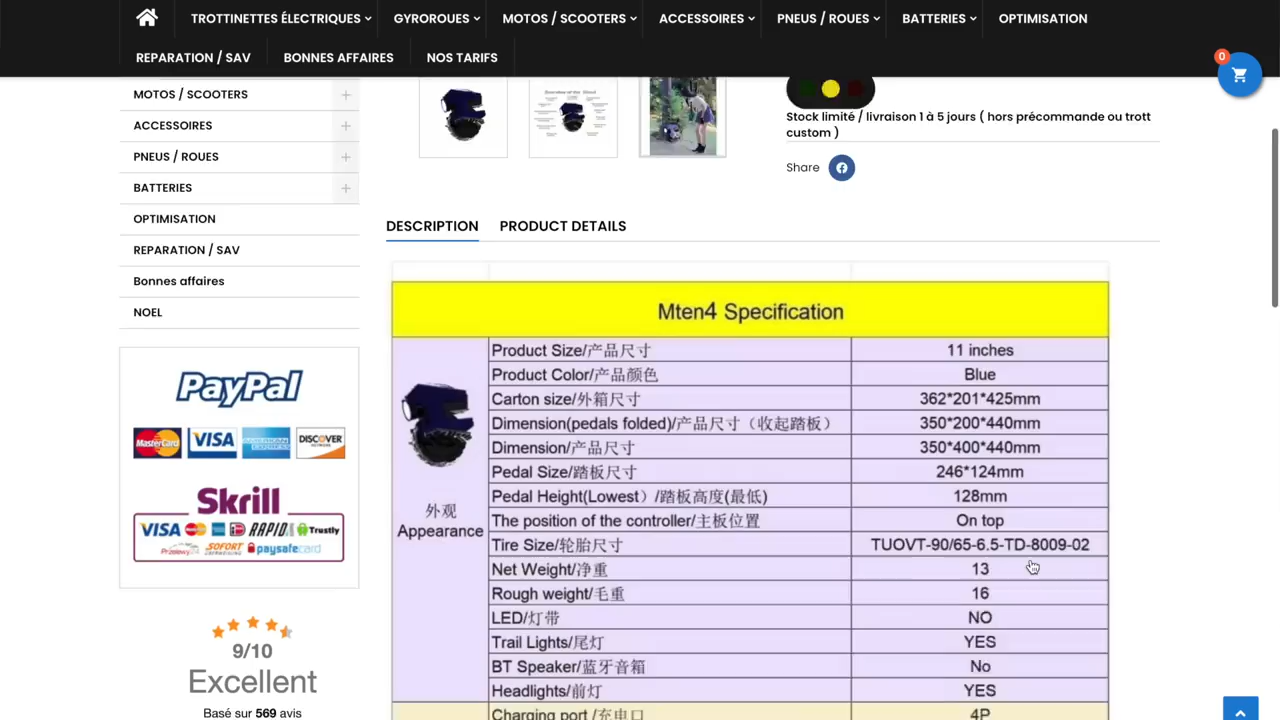 TROTTINETTES ÉLECTRIQUES
GYROROUES
MOTOS / SCOOTERS
ACCESSOIRES
PNEUS / ROUES
BATTERIES
OPTIMISATION
REPARATION / SAV
BONNES AFFAIRES
NOS TARIFS
0
MOTOS / SCOOTERS
ACCESSOIRES
PNEUS / ROUES
BATTERIES
OPTIMISATION
REPARATION / SAV
Bonnes affaires
NOEL
PayPal
MasterCard
VISA
AMERICAN EXPRESS
DISCOVER
Skrill
VISA
RAPID!
Trustly
Przelewy24
SOFORT
paysafecard
9/10
Excellent
Basé sur 569 avis
Stock limité / livraison 1 à 5 jours ( hors précommande ou trott
custom )
Share
DESCRIPTION
PRODUCT DETAILS
Mten4 Specification
外观
Appearance
Product Size/产品尺寸 11 inches
Product Color/产品颜色 Blue
Carton size/外箱尺寸 362*201*425mm
Dimension(pedals folded)/产品尺寸（收起踏板） 350*200*440mm
Dimension/产品尺寸 350*400*440mm
Pedal Size/踏板尺寸 246*124mm
Pedal Height(Lowest）/踏板高度(最低) 128mm
The position of the controller/主板位置 On top
Tire Size/轮胎尺寸 TUOVT-90/65-6.5-TD-8009-02
Net Weight/净重 13
Rough weight/毛重 16
LED/灯带 NO
Trail Lights/尾灯 YES
BT Speaker/蓝牙音箱 No
Headlights/前灯 YES
Charging port /充电口 4P